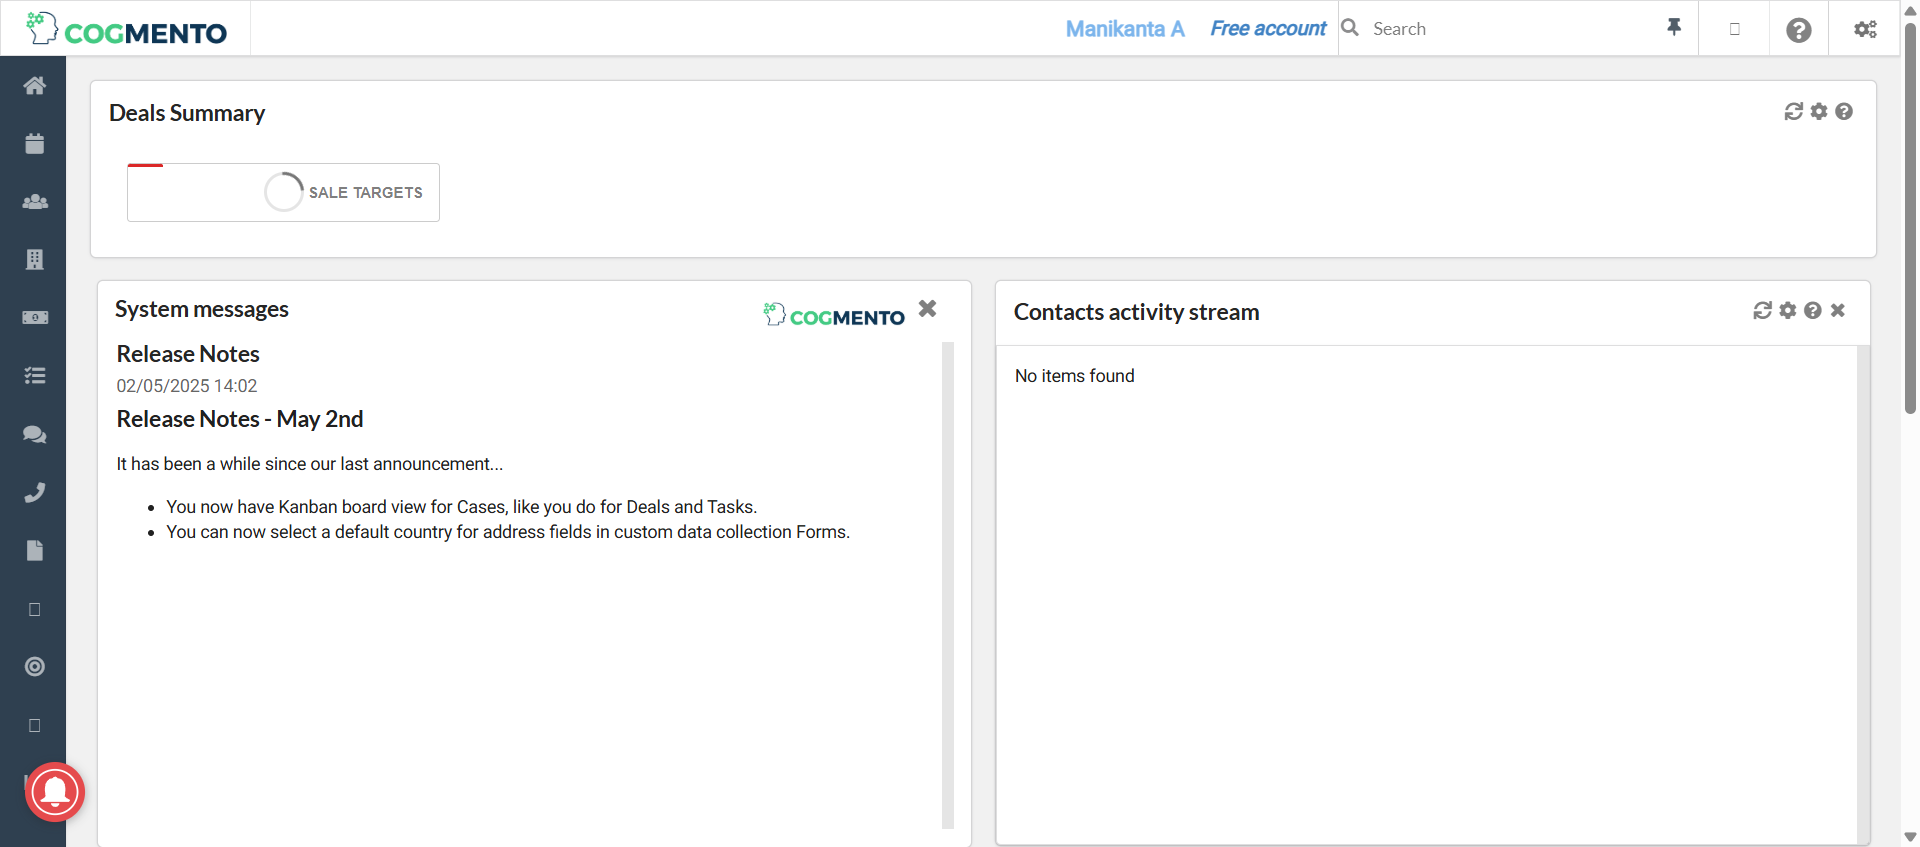 COGMENTO
Manikanta A
Free account
Search
Deals Summary
SALE TARGETS
System messages
COGMENTO
Release Notes
02/05/2025 14:02
Release Notes - May 2nd
It has been a while since our last announcement...
You now have Kanban board view for Cases, like you do for Deals and Tasks.
You can now select a default country for address fields in custom data collection Forms.
Contacts activity stream
No items found